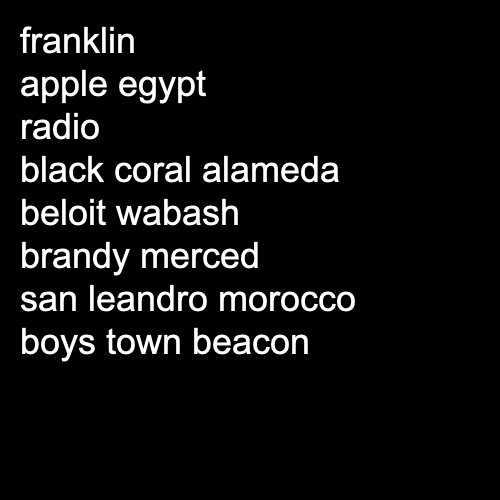 franklin
apple egypt
radio
black coral alameda
beloit wabash
brandy merced
san leandro morocco
boys town beacon